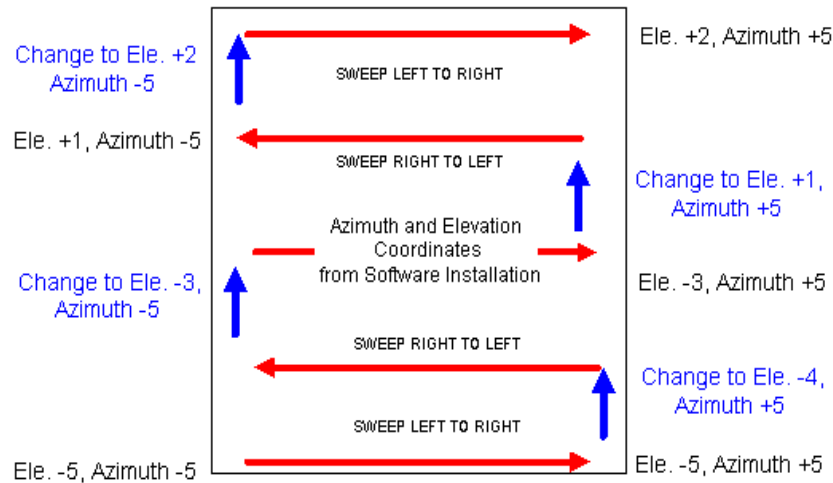 Change to Ele. +2
Azimuth -5
Ele. +2, Azimuth +5
SWEEP LEFT TO RIGHT
Ele. +1, Azimuth -5
SWEEP RIGHT TO LEFT
Change to Ele. +1,
Azimuth +5
Azimuth and Elevation
Coordinates
from Software Installation
Change to Ele. -3,
Azimuth -5
Ele. -3, Azimuth +5
SWEEP RIGHT TO LEFT
Change to Ele. -4,
Azimuth +5
SWEEP LEFT TO RIGHT
Ele. -5, Azimuth -5
Ele. -5, Azimuth +5